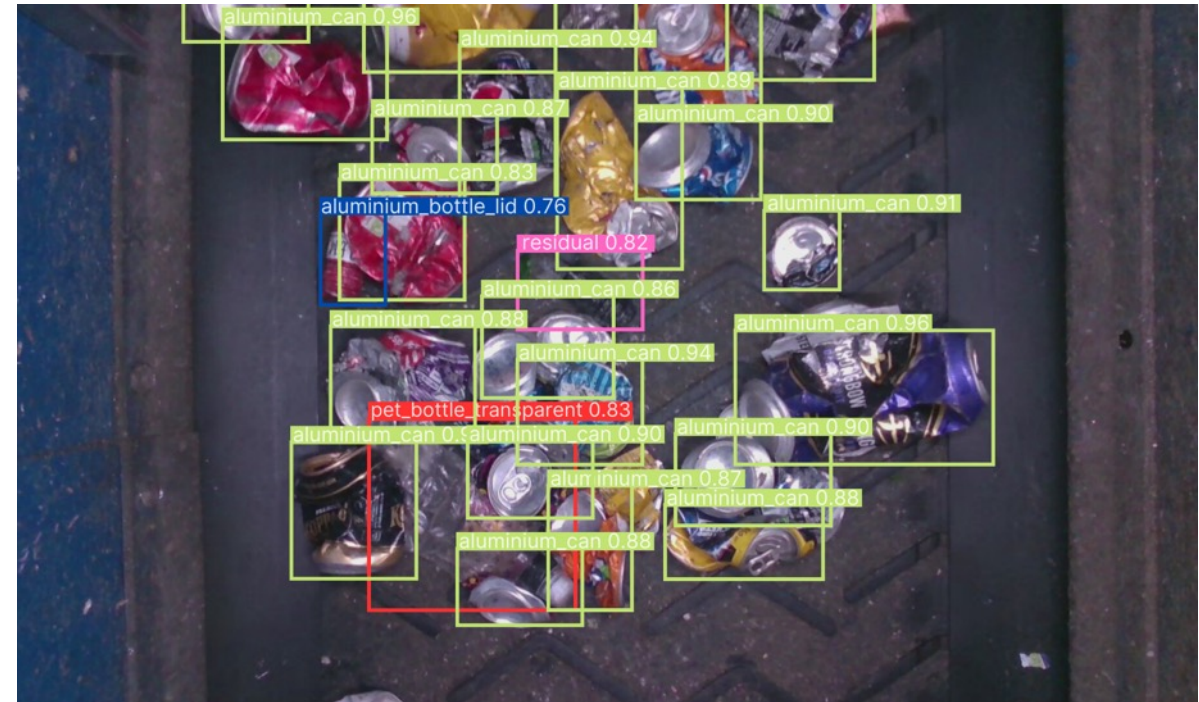 aluminium_can 0.96
aluminium_can 0.94
aluminium_can 0.89
aluminium_can 0.87
aluminium_can 0.90
aluminium_can 0.83
aluminium_bottle_lid 0.76
aluminium_can 0.91
residual 0.82
aluminium_can 0.86
aluminium_can 0.88
aluminium_can 0.96
aluminium_can 0.94
pet_bottle_transparent 0.83
aluminium_can
aluminium_can 0.90
aluminium_can 0.90
aluminium_can 0.87
aluminium_can 0.88
aluminium_can 0.88